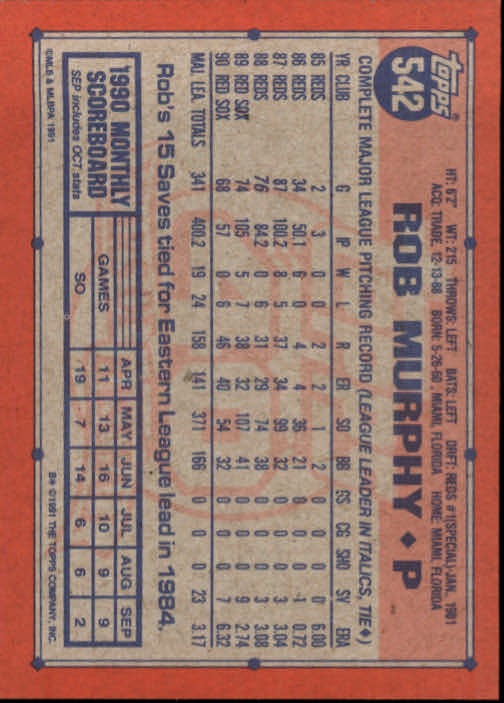 topps®
542
HT: 6'2" WT: 215 THROWS: LEFT BATS: LEFT DRFT: REDS #1(SPECIAL)-JAN. 1981
ACQ: TRADE, 12-13-88 BORN: 5-26-60, MIAMI, FLORIDA HOME: MIAMI, FLORIDA
ROB MURPHY ♦ P
COMPLETE MAJOR LEAGUE PITCHING RECORD (LEAGUE LEADER IN ITALICS, TIE♦)
YR CLUB G IP W L R ER SO BB GS CG SHO SV ERA
85 REDS 2 3 0 0 2 2 1 2 0 0 0 0 6.00
86 REDS 34 50.1 6 0 4 4 36 21 0 0 0 1 0.72
87 REDS 87 100.2 8 5 37 34 99 32 0 0 0 3 3.04
88 REDS 76 84.2 0 6 31 29 74 38 0 0 0 3 3.08
89 RED SOX 74 105 5 7 38 32 107 41 0 0 0 9 2.74
90 RED SOX 68 57 0 6 46 40 54 32 0 0 0 7 6.32
MAJ. LEA. TOTALS 341 400.2 19 24 158 141 371 166 0 0 0 23 3.17
Rob's 15 Saves tied for Eastern League lead in 1984.
1990 MONTHLY SCOREBOARD
SEP includes OCT stats
APR MAY JUN JUL AUG SEP
GAMES 11 13 16 10 9 9
SO 19 7 14 6 6 2
©MLB & MLBPA 1991
B* ©1991 THE TOPPS COMPANY, INC.